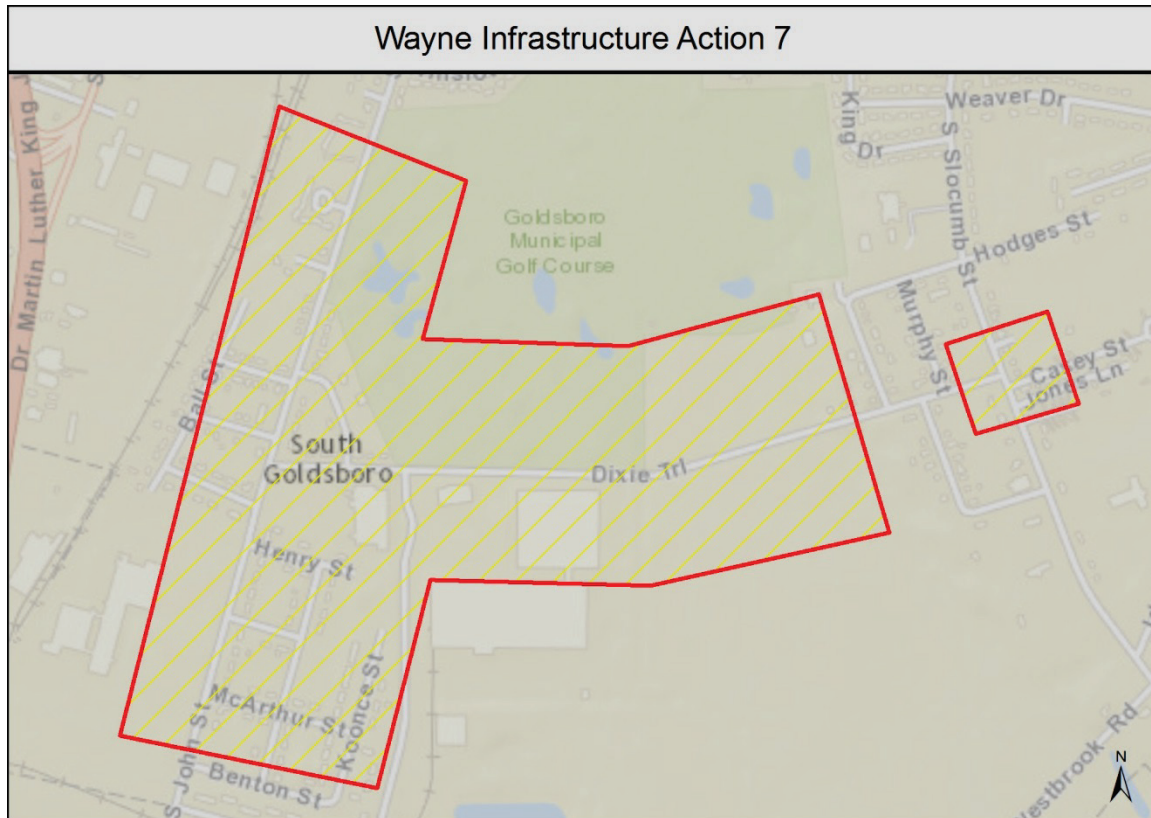 Wayne Infrastructure Action 7
Dr Martin Luther King
S
King
Dr
Weaver Dr
S Slocumb St
Hodges St
Goldsboro
Municipal
Golf Course
Murphy St
Casey St
Jones Ln
Ball St
South
Goldsboro
Dixie Trl
Henry St
McArthur St
Koonce St
S John St
Benton St
Westbrook Rd
N